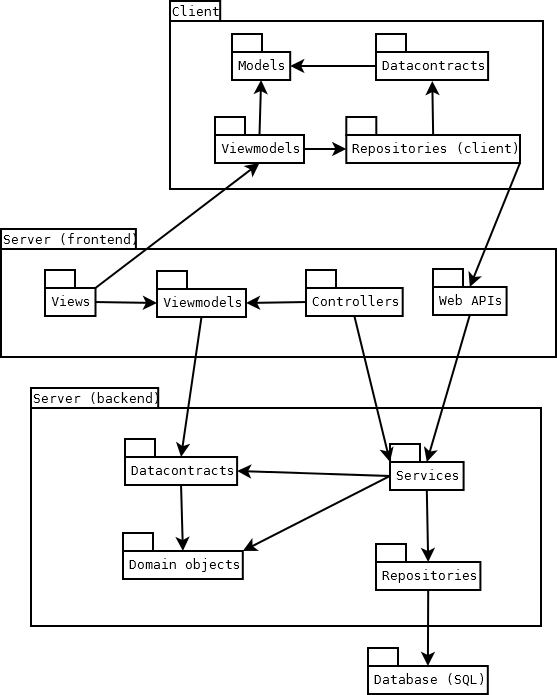 Client
Models
Datacontracts
Viewmodels
Repositories (client)
Server (frontend)
Views
Viewmodels
Controllers
Web APIs
Server (backend)
Datacontracts
Services
Domain objects
Repositories
Database (SQL)